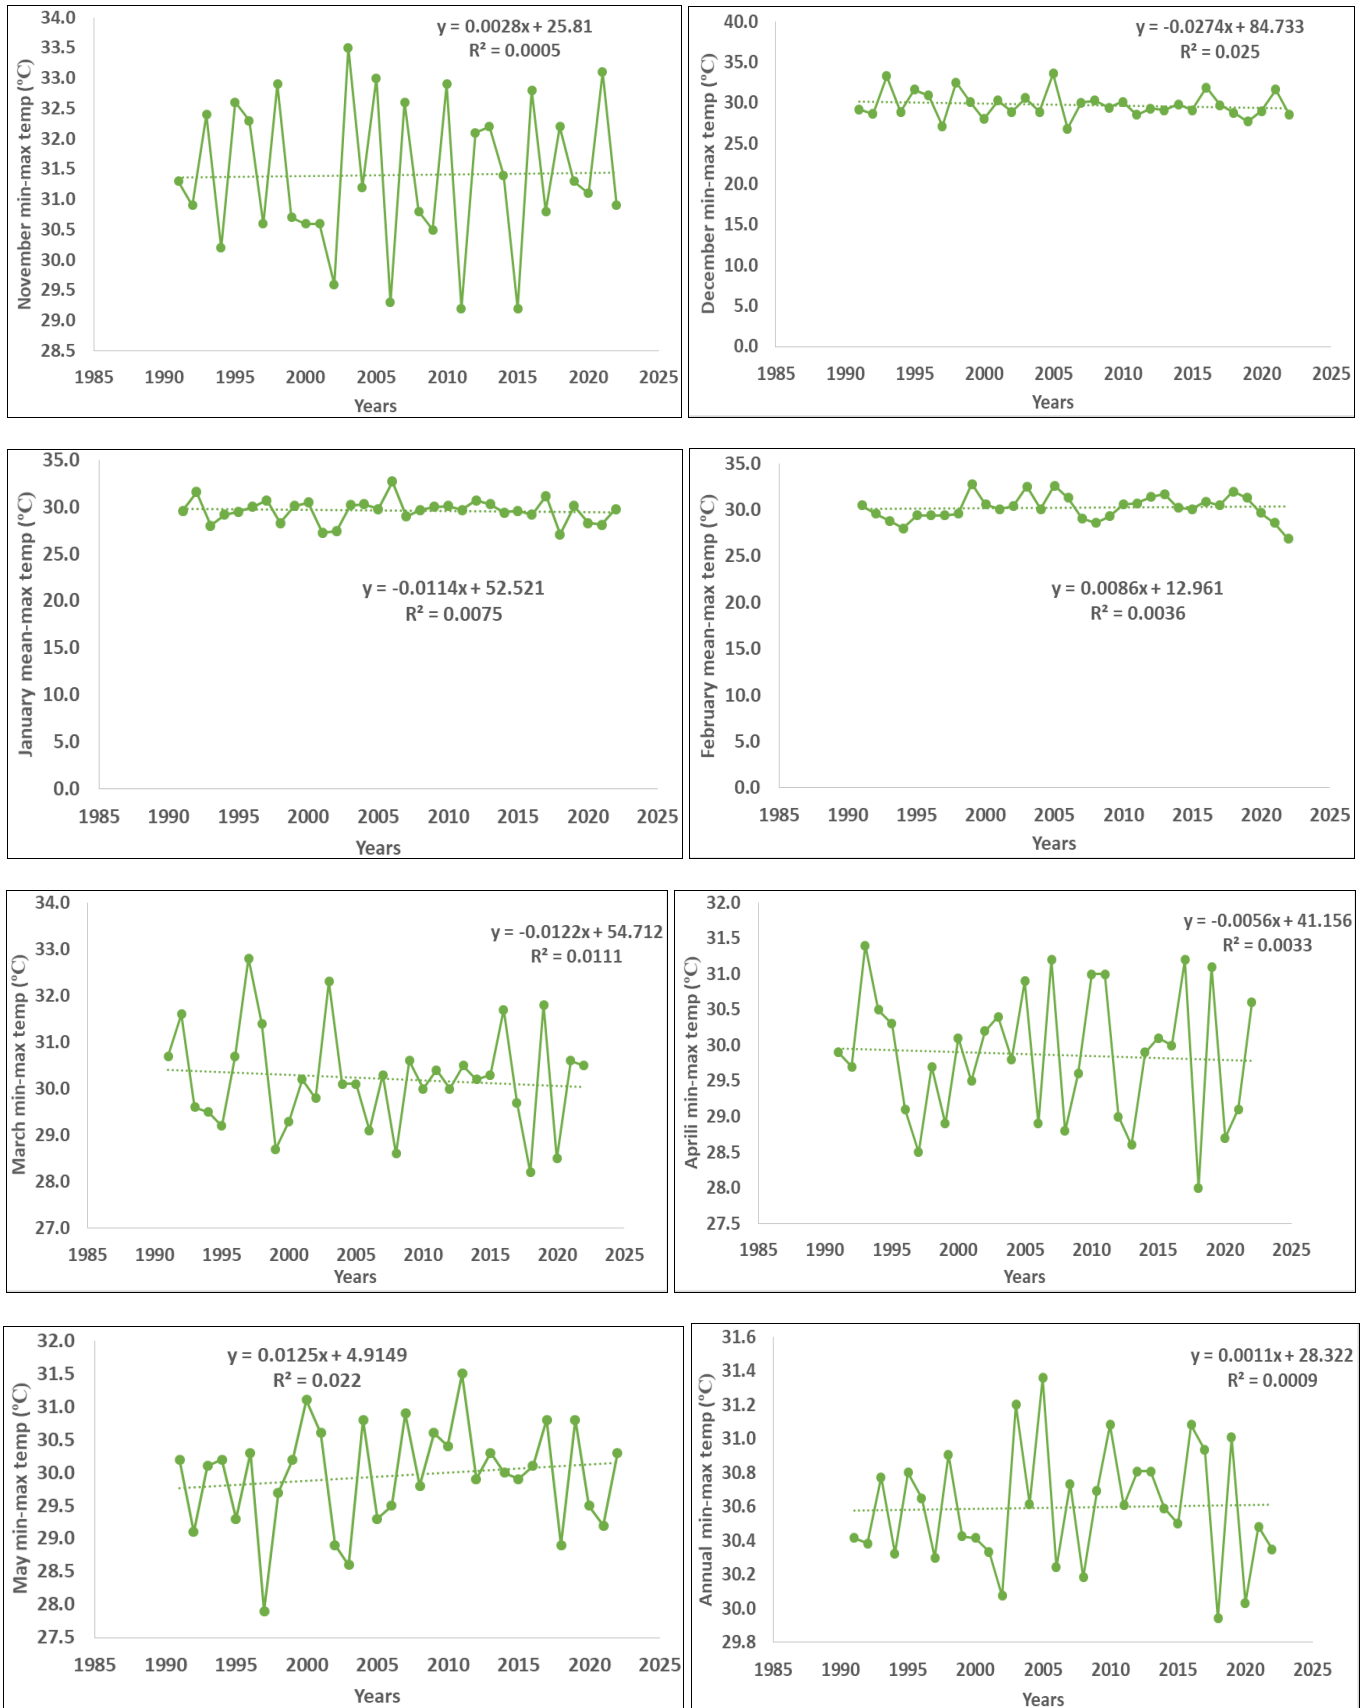 November min-max temp (°C)
34.0
33.5
33.0
32.5
32.0
31.5
31.0
30.5
30.0
29.5
29.0
28.5
y = 0.0028x + 25.81
R² = 0.0005
1985 1990 1995 2000 2005 2010 2015 2020 2025
Years
December min-max temp (°C)
40.0
35.0
30.0
25.0
20.0
15.0
10.0
5.0
0.0
y = -0.0274x + 84.733
R² = 0.025
1985 1990 1995 2000 2005 2010 2015 2020 2025
Years
January mean-max temp (°C)
35.0
30.0
25.0
20.0
15.0
10.0
5.0
0.0
y = -0.0114x + 52.521
R² = 0.0075
1985 1990 1995 2000 2005 2010 2015 2020 2025
Years
February mean-max temp (°C)
35.0
30.0
25.0
20.0
15.0
10.0
5.0
0.0
y = 0.0086x + 12.961
R² = 0.0036
1985 1990 1995 2000 2005 2010 2015 2020 2025
Years
March min-max temp (°C)
34.0
33.0
32.0
31.0
30.0
29.0
28.0
27.0
y = -0.0122x + 54.712
R² = 0.0111
1985 1990 1995 2000 2005 2010 2015 2020 2025
Years
Aprili min-max temp (°C)
32.0
31.5
31.0
30.5
30.0
29.5
29.0
28.5
28.0
27.5
y = -0.0056x + 41.156
R² = 0.0033
1985 1990 1995 2000 2005 2010 2015 2020 2025
Years
May min-max temp (°C)
32.0
31.5
31.0
30.5
30.0
29.5
29.0
28.5
28.0
27.5
y = 0.0125x + 4.9149
R² = 0.022
1985 1990 1995 2000 2005 2010 2015 2020 2025
Years
Annual min-max temp (°C)
31.6
31.4
31.2
31.0
30.8
30.6
30.4
30.2
30.0
29.8
y = 0.0011x + 28.322
R² = 0.0009
1985 1990 1995 2000 2005 2010 2015 2020 2025
Years